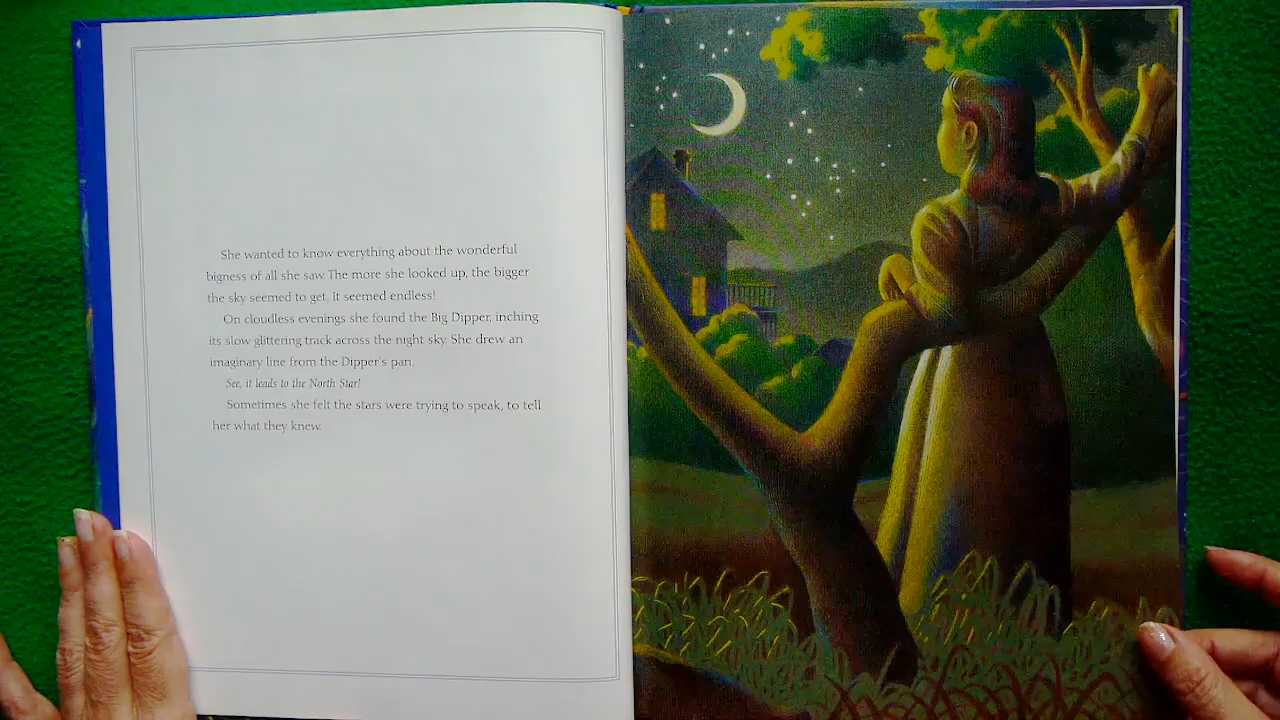 She wanted to know everything about the wonderful
bigness of all she saw. The more she looked up, the bigger
the sky seemed to get. It seemed endless!
On cloudless evenings she found the Big Dipper, inching
its slow glittering track across the night sky. She drew an
imaginary line from the Dipper's pan.
See, it leads to the North Star!
Sometimes she felt the stars were trying to speak, to tell
her what they knew.